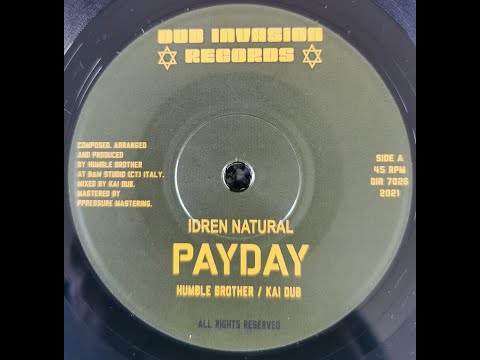 DUB INVASION
RECORDS
COMPOSED, ARRANGED
AND PRODUCED
BY HUMBLE BROTHER
AT B&M STUDIO (CT) ITALY.
MIXED BY KAI DUB.
MASTERED BY
PPRESSURE MASTERING.
SIDE A
45 RPM
DIR 7026
2021
IDREN NATURAL
PAYDAY
HUMBLE BROTHER / KAI DUB
ALL RIGHTS RESERVED